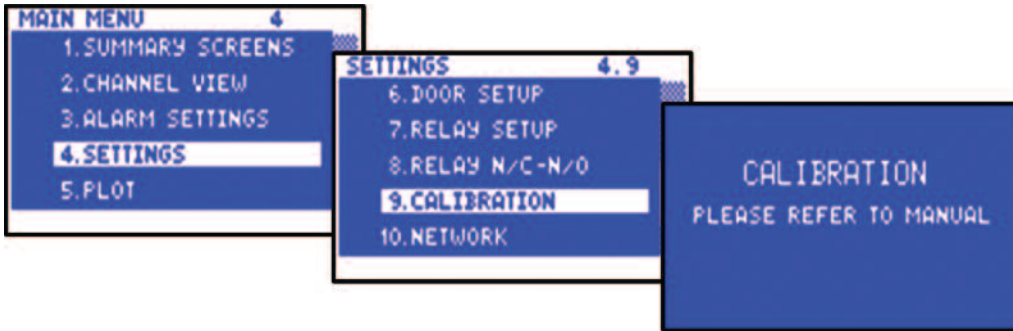 MAIN MENU 4
1.SUMMARY SCREENS
2.CHANNEL VIEW
3.ALARM SETTINGS
4.SETTINGS
5.PLOT
SETTINGS 4.9
6.DOOR SETUP
7.RELAY SETUP
8.RELAY N/C-N/O
9.CALIBRATION
10.NETWORK
CALIBRATION
PLEASE REFER TO MANUAL